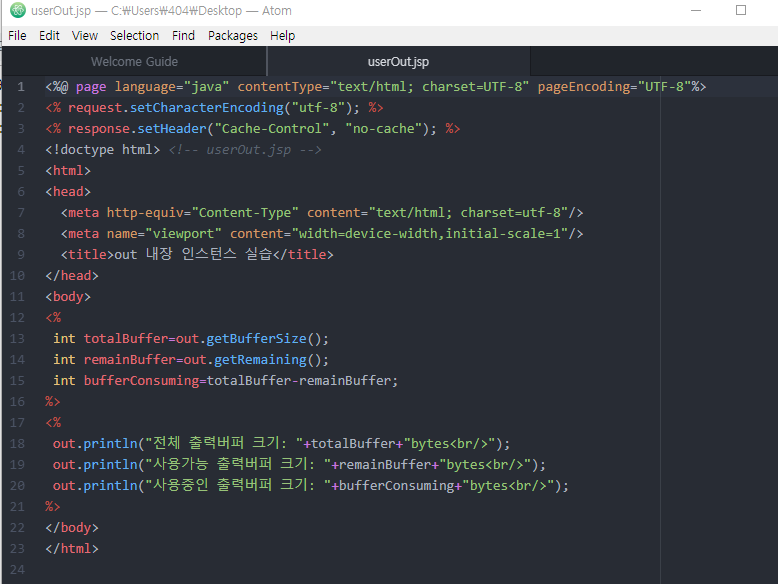 userOut.jsp — C:₩Users₩404₩Desktop — Atom
File Edit View Selection Find Packages Help
Welcome Guide userOut.jsp
1 <%@ page language="java" contentType="text/html; charset=UTF-8" pageEncoding="UTF-8"%>
2 <% request.setCharacterEncoding("utf-8"); %>
3 <% response.setHeader("Cache-Control", "no-cache"); %>
4 <!doctype html> <!-- userOut.jsp -->
5 <html>
6 <head>
7 <meta http-equiv="Content-Type" content="text/html; charset=utf-8"/>
8 <meta name="viewport" content="width=device-width,initial-scale=1"/>
9 <title>out 내장 인스턴스 실습</title>
10 </head>
11 <body>
12 <%
13 int totalBuffer=out.getBufferSize();
14 int remainBuffer=out.getRemaining();
15 int bufferConsuming=totalBuffer-remainBuffer;
16 %>
17 <%
18 out.println("전체 출력버퍼 크기: "+totalBuffer+"bytes<br/>");
19 out.println("사용가능 출력버퍼 크기: "+remainBuffer+"bytes<br/>");
20 out.println("사용중인 출력버퍼 크기: "+bufferConsuming+"bytes<br/>");
21 %>
22 </body>
23 </html>
24